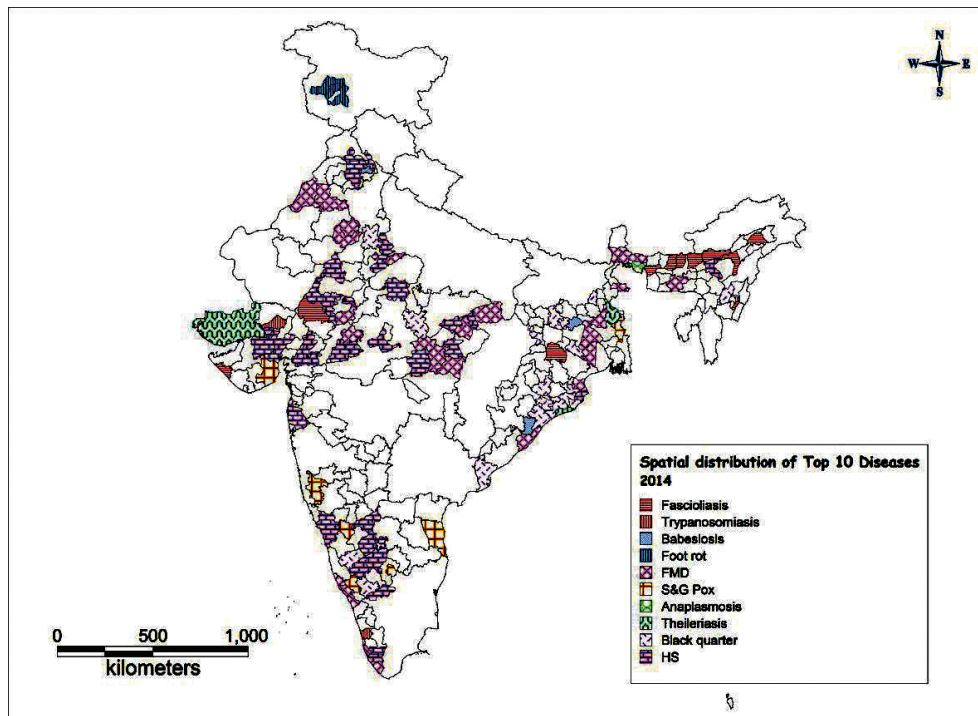 N
W E
S
Spatial distribution of Top 10 Diseases
2014
Fascioliasis
Trypanosomiasis
Babesiosis
Foot rot
FMD
S&G Pox
Anaplasmosis
Theileriasis
Black quarter
HS
0 500 1,000
kilometers